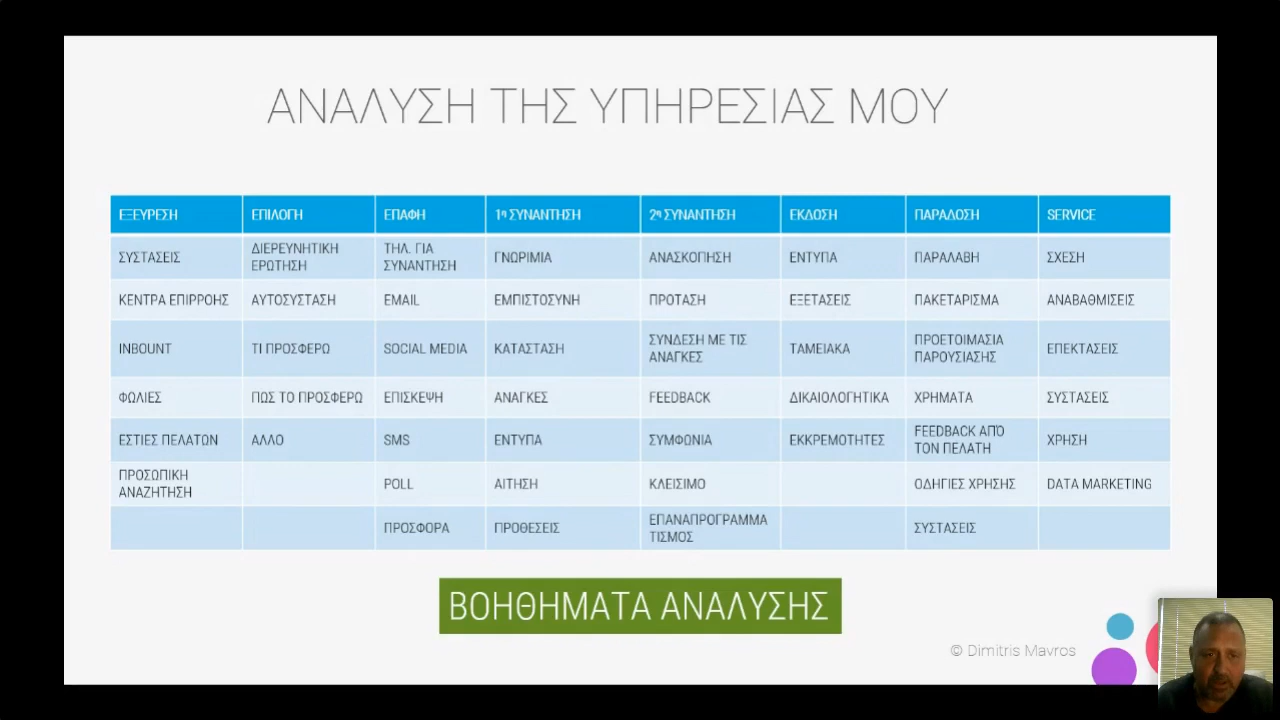 ΑΝΑΛΥΣΗ ΤΗΣ ΥΠΗΡΕΣΙΑΣ ΜΟΥ
ΕΞΕΥΡΕΣΗ ΕΠΙΛΟΓΗ ΕΠΑΦΗ 1η ΣΥΝΑΝΤΗΣΗ 2η ΣΥΝΑΝΤΗΣΗ ΕΚΔΟΣΗ ΠΑΡΑΔΟΣΗ SERVICE
ΣΥΣΤΑΣΕΙΣ ΔΙΕΡΕΥΝΗΤΙΚΗ ΕΡΩΤΗΣΗ ΤΗΛ. ΓΙΑ ΣΥΝΑΝΤΗΣΗ ΓΝΩΡΙΜΙΑ ΑΝΑΣΚΟΠΗΣΗ ΕΝΤΥΠΑ ΠΑΡΑΛΑΒΗ ΣΧΕΣΗ
ΚΕΝΤΡΑ ΕΠΙΡΡΟΗΣ ΑΥΤΟΣΥΣΤΑΣΗ EMAIL ΕΜΠΙΣΤΟΣΥΝΗ ΠΡΟΤΑΣΗ ΕΞΕΤΑΣΕΙΣ ΠΑΚΕΤΑΡΙΣΜΑ ΑΝΑΒΑΘΜΙΣΕΙΣ
INBOUNT ΤΙ ΠΡΟΣΦΕΡΩ SOCIAL MEDIA ΚΑΤΑΣΤΑΣΗ ΣΥΝΔΕΣΗ ΜΕ ΤΙΣ ΑΝΑΓΚΕΣ ΤΑΜΕΙΑΚΑ ΠΡΟΕΤΟΙΜΑΣΙΑ ΠΑΡΟΥΣΙΑΣΗΣ ΕΠΕΚΤΑΣΕΙΣ
ΦΩΛΙΕΣ ΠΩΣ ΤΟ ΠΡΟΣΦΕΡΩ ΕΠΙΣΚΕΨΗ ΑΝΑΓΚΕΣ FEEDBACK ΔΙΚΑΙΟΛΟΓΗΤΙΚΑ ΧΡΗΜΑΤΑ ΣΥΣΤΑΣΕΙΣ
ΕΣΤΙΕΣ ΠΕΛΑΤΩΝ ΑΛΛΟ SMS ΕΝΤΥΠΑ ΣΥΜΦΩΝΙΑ ΕΚΚΡΕΜΟΤΗΤΕΣ FEEDBACK ΑΠΌ ΤΟΝ ΠΕΛΑΤΗ ΧΡΗΣΗ
ΠΡΟΣΩΠΙΚΗ ΑΝΑΖΗΤΗΣΗ POLL ΑΙΤΗΣΗ ΚΛΕΙΣΙΜΟ ΟΔΗΓΙΕΣ ΧΡΗΣΗΣ DATA MARKETING
ΠΡΟΣΦΟΡΑ ΠΡΟΘΕΣΕΙΣ ΕΠΑΝΑΠΡΟΓΡΑΜΜΑΤΙΣΜΟΣ ΣΥΣΤΑΣΕΙΣ
ΒΟΗΘΗΜΑΤΑ ΑΝΑΛΥΣΗΣ
© Dimitris Mavros